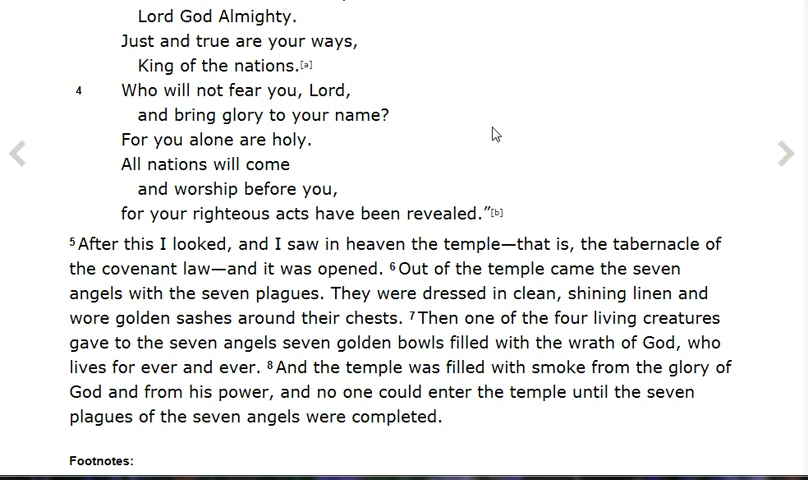 Lord God Almighty.
Just and true are your ways,
King of the nations.[a]
4 Who will not fear you, Lord,
and bring glory to your name?
For you alone are holy.
All nations will come
and worship before you,
for your righteous acts have been revealed.”[b]
5 After this I looked, and I saw in heaven the temple—that is, the tabernacle of
the covenant law—and it was opened. 6 Out of the temple came the seven
angels with the seven plagues. They were dressed in clean, shining linen and
wore golden sashes around their chests. 7 Then one of the four living creatures
gave to the seven angels seven golden bowls filled with the wrath of God, who
lives for ever and ever. 8 And the temple was filled with smoke from the glory of
God and from his power, and no one could enter the temple until the seven
plagues of the seven angels were completed.
Footnotes: